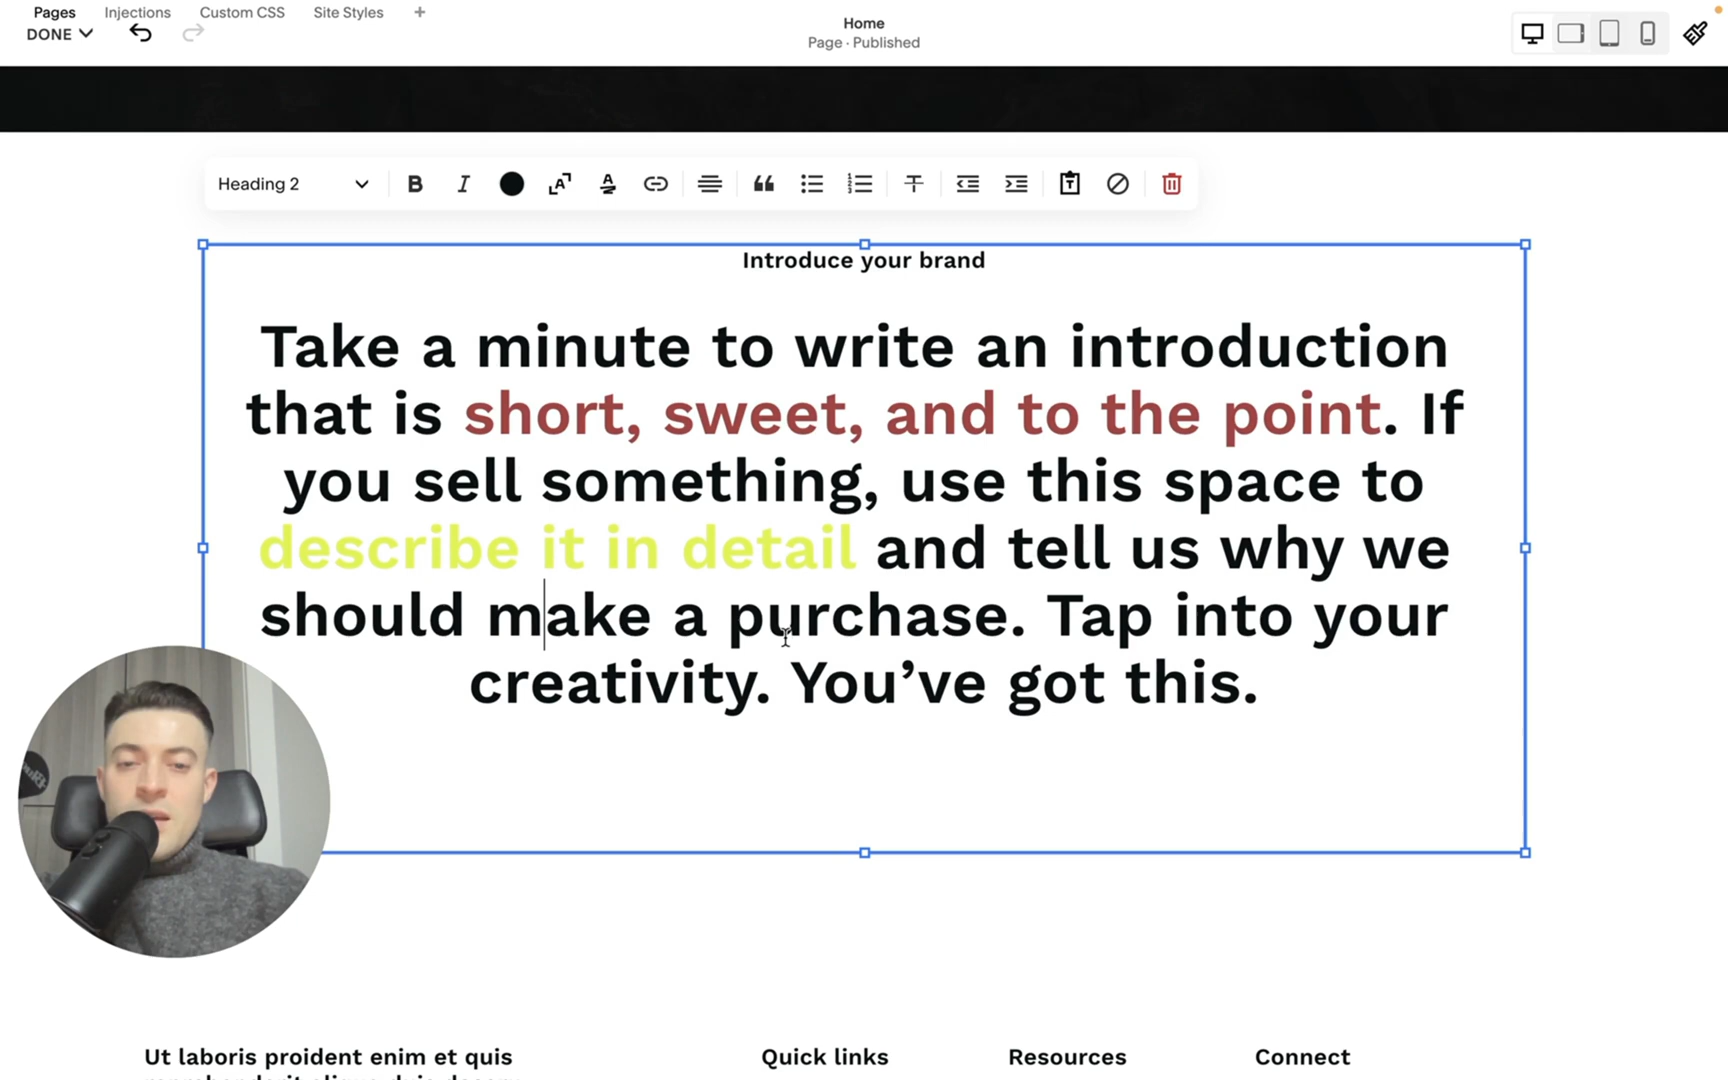 Pages Injections Custom CSS Site Styles +
DONE
Home
Page · Published
Heading 2
Introduce your brand
Take a minute to write an introduction
that is short, sweet, and to the point. If
you sell something, use this space to
describe it in detail and tell us why we
should make a purchase. Tap into your
creativity. You’ve got this.
Ut laboris proident enim et quis
Quick links
Resources
Connect